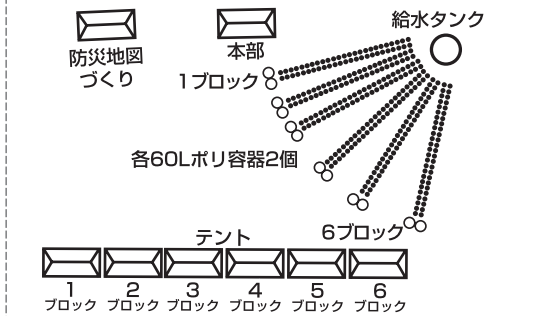 給水タンク
防災地図
づくり
本部
1ブロック
各60Lポリ容器2個
6ブロック
テント
1
ブロック
2
ブロック
3
ブロック
4
ブロック
5
ブロック
6
ブロック